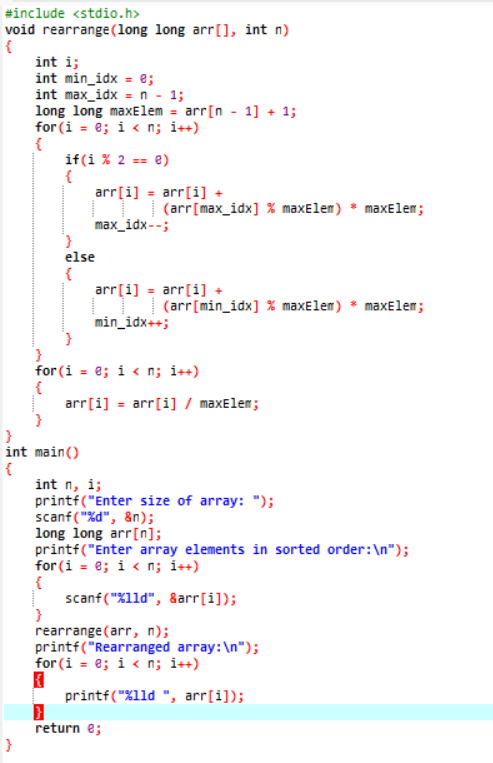 #include <stdio.h>
void rearrange(long long arr[], int n)
{
    int i;
    int min_idx = 0;
    int max_idx = n - 1;
    long long maxElem = arr[n - 1] + 1;
    for(i = 0; i < n; i++)
    {
        if(i % 2 == 0)
        {
            arr[i] = arr[i] +
                     (arr[max_idx] % maxElem) * maxElem;
            max_idx--;
        }
        else
        {
            arr[i] = arr[i] +
                     (arr[min_idx] % maxElem) * maxElem;
            min_idx++;
        }
    }
    for(i = 0; i < n; i++)
    {
        arr[i] = arr[i] / maxElem;
    }
}
int main()
{
    int n, i;
    printf("Enter size of array: ");
    scanf("%d", &n);
    long long arr[n];
    printf("Enter array elements in sorted order:\n");
    for(i = 0; i < n; i++)
    {
        scanf("%lld", &arr[i]);
    }
    rearrange(arr, n);
    printf("Rearranged array:\n");
    for(i = 0; i < n; i++)
    {
        printf("%lld ", arr[i]);
    }
    return 0;
}